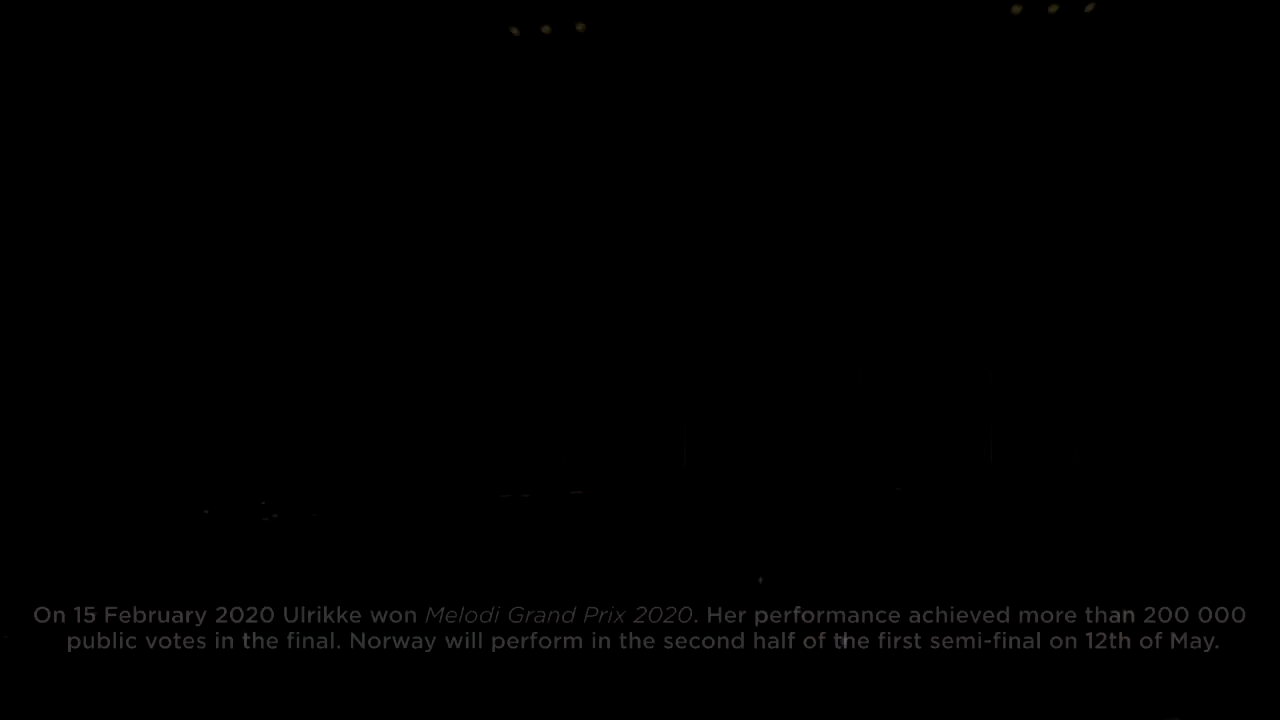 On 15 February 2020 Ulrikke won Melodi Grand Prix 2020. Her performance achieved more than 200 000
public votes in the final. Norway will perform in the second half of the first semi-final on 12th of May.